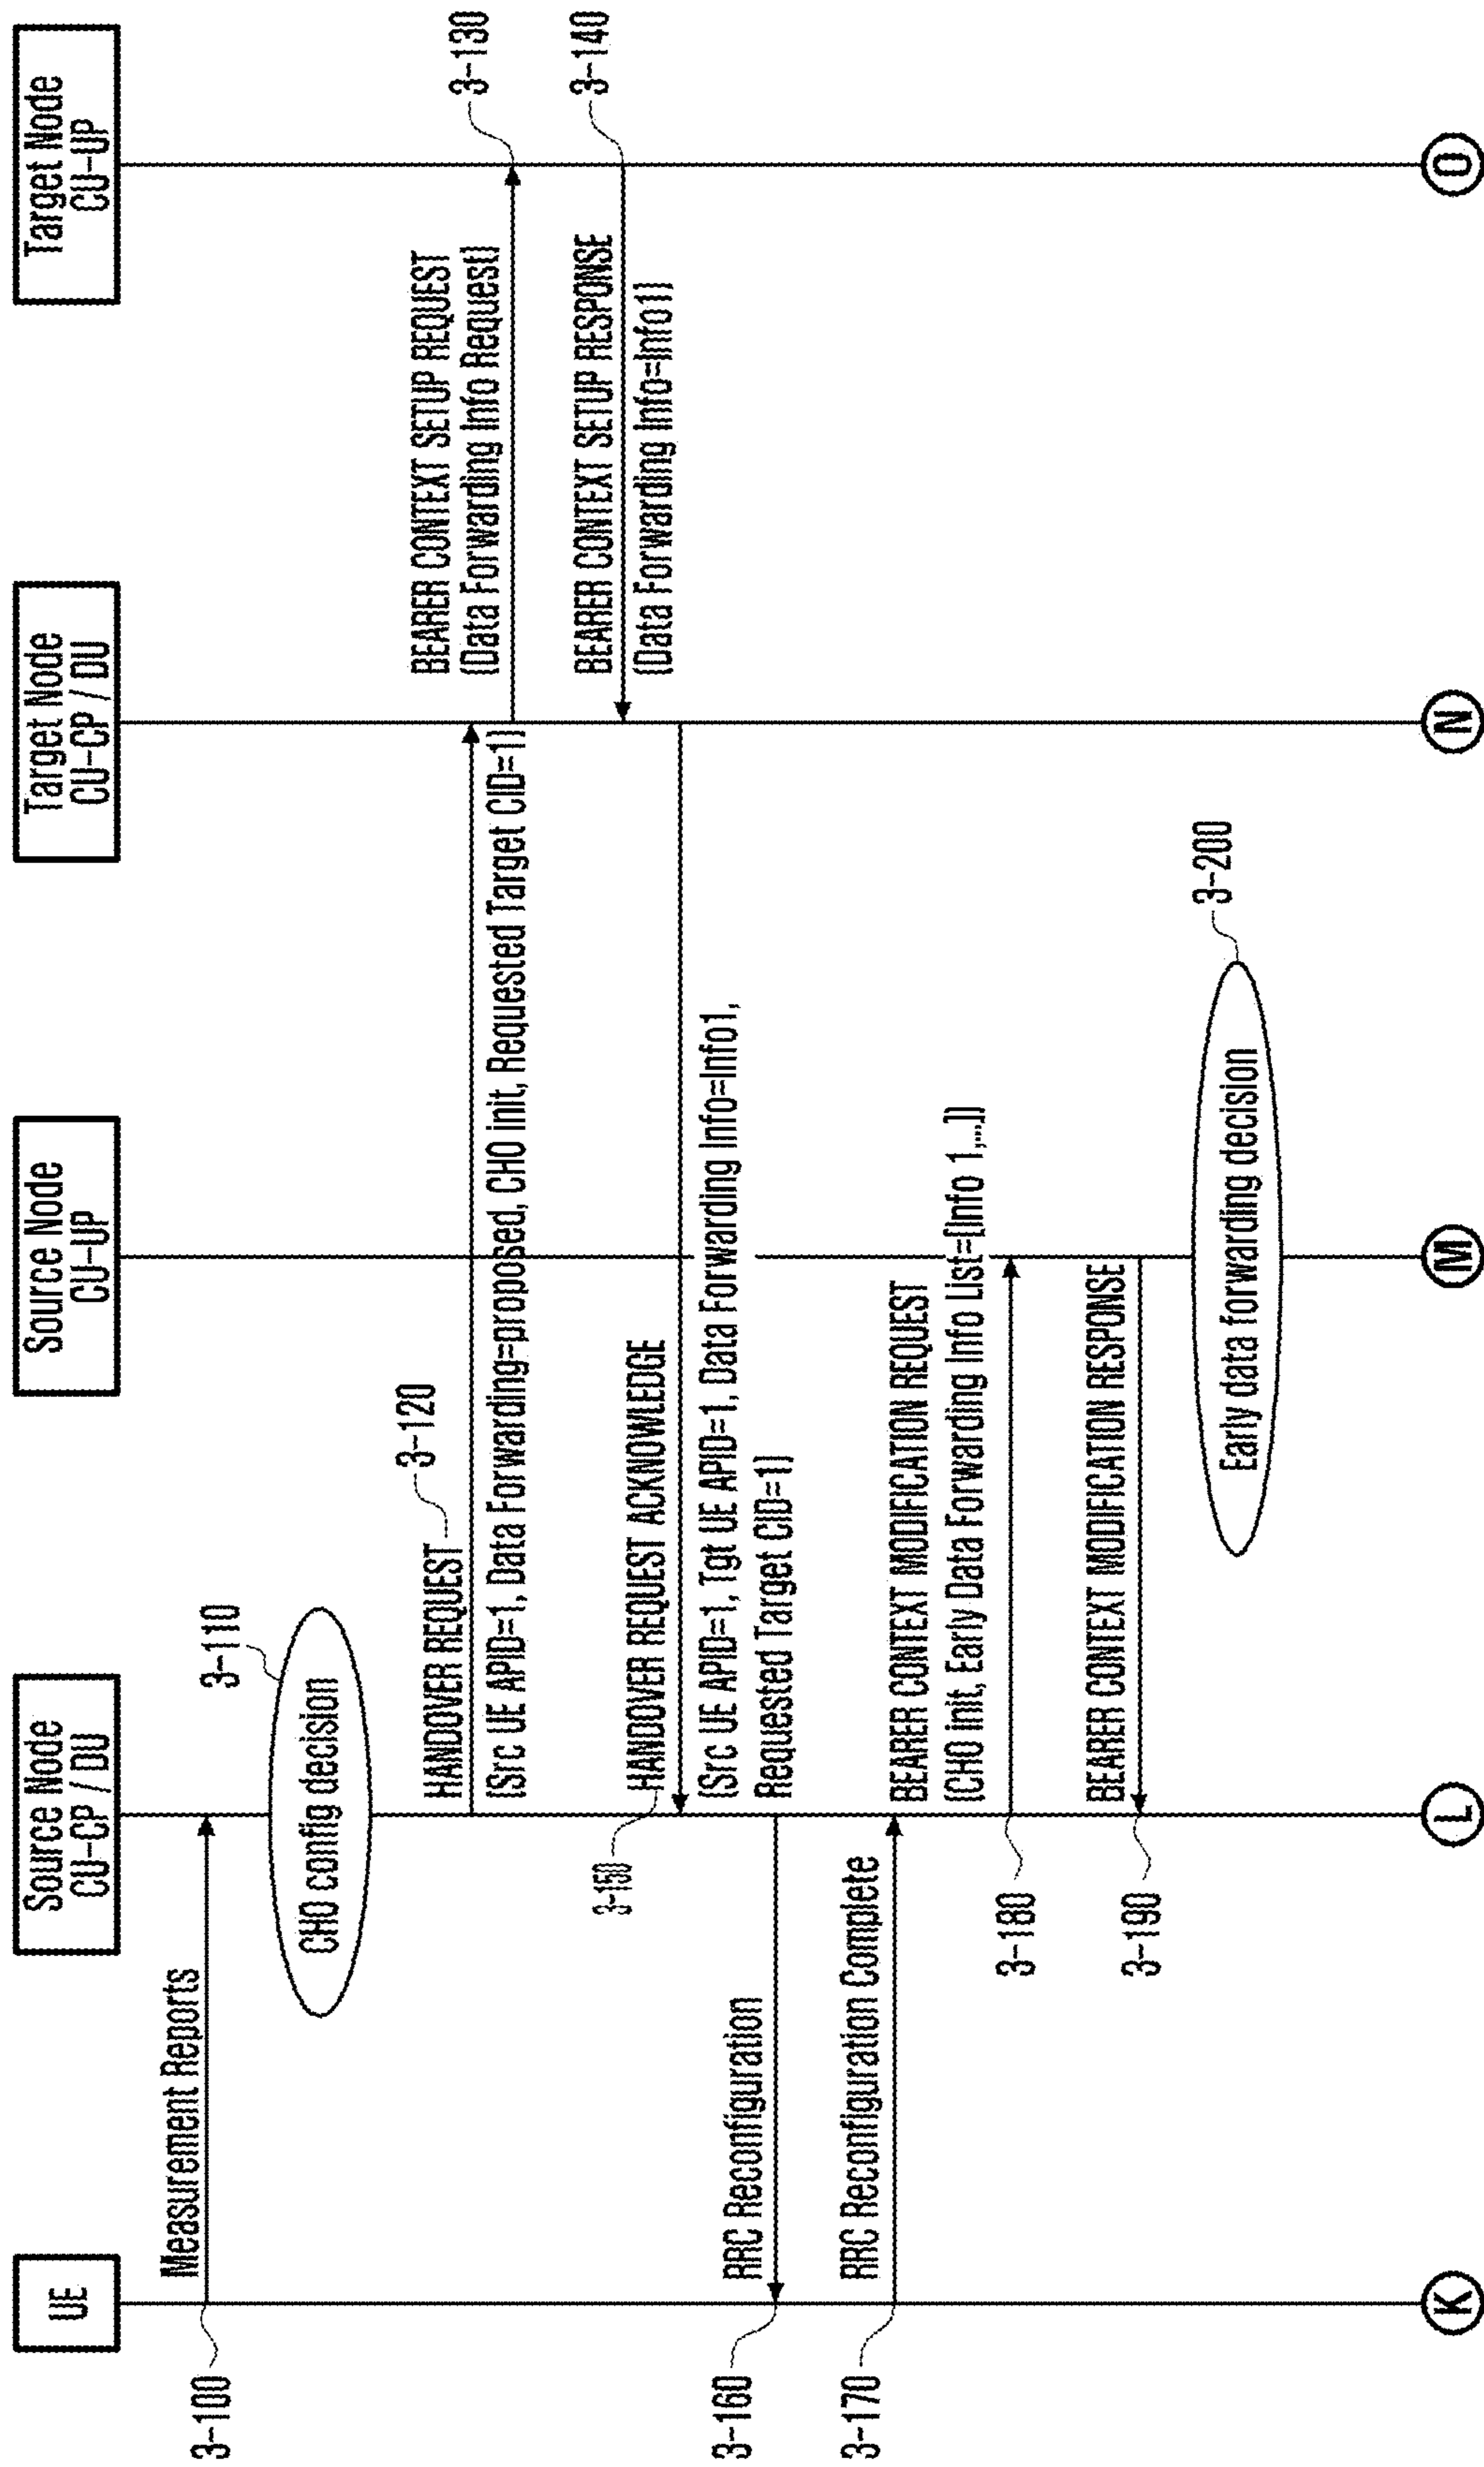 UE
Source Node
CU-CP / DU
Source Node
CU-UP
Target Node
CU-CP / DU
Target Node
CU-UP
3-100
Measurement Reports
3-110
CHO config decision
HANDOVER REQUEST
3-120
(Src UE APID=1, Data Forwarding=proposed, CHO init, Requested Target CID=1)
BEARER CONTEXT SETUP REQUEST
(Data Forwarding Info Request)
3-130
BEARER CONTEXT SETUP RESPONSE
(Data Forwarding Info=Info1)
3-140
3-150
HANDOVER REQUEST ACKNOWLEDGE
(Src UE APID=1, Tgt UE APID=1, Data Forwarding Info=Info1,
Requested Target CID=1)
3-160
RRC Reconfiguration
3-170
RRC Reconfiguration Complete
BEARER CONTEXT MODIFICATION REQUEST
(CHO init, Early Data Forwarding Info List=[Info 1,...])
3-180
BEARER CONTEXT MODIFICATION RESPONSE
3-190
Early data forwarding decision
3-200
K
L
M
N
O